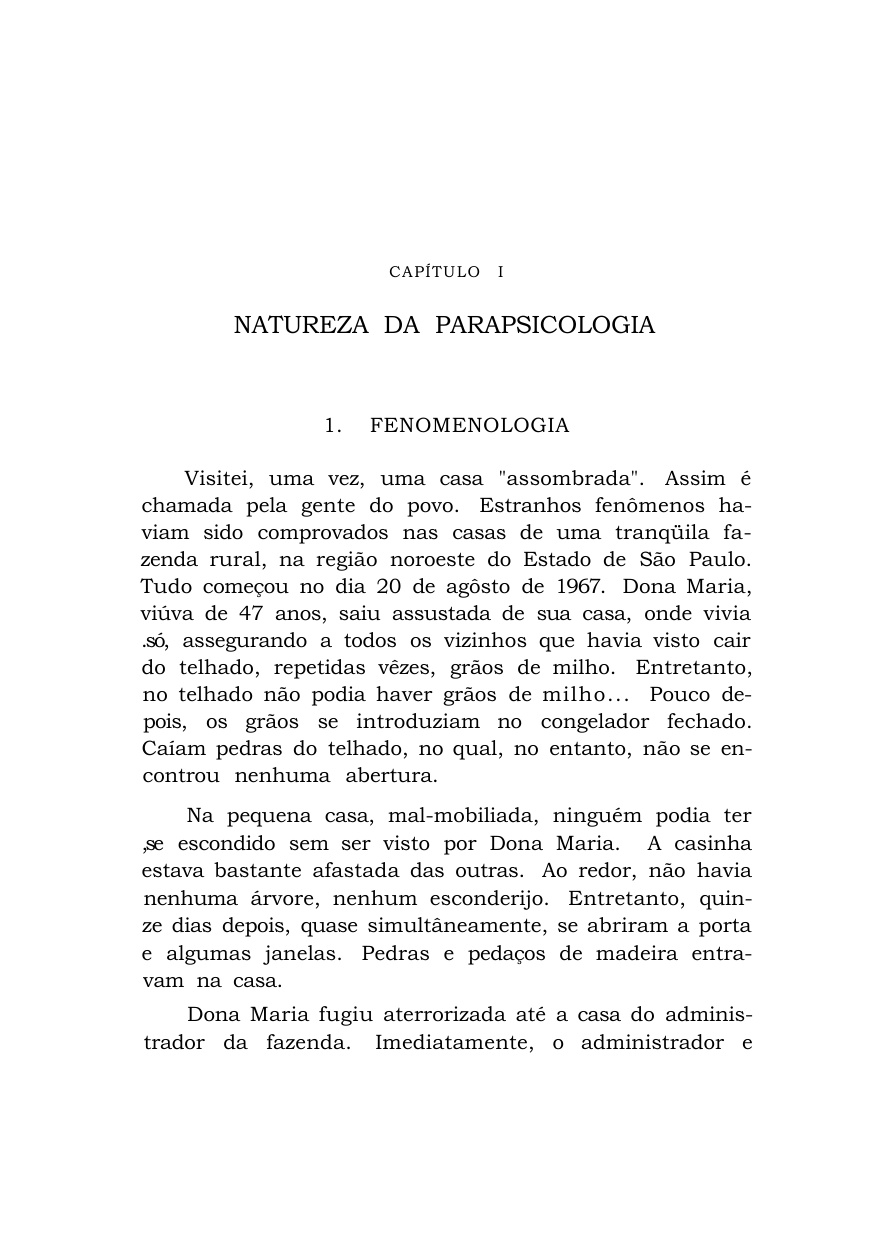 CAPÍTULO I
NATUREZA DA PARAPSICOLOGIA
1. FENOMENOLOGIA
Visitei, uma vez, uma casa "assombrada". Assim é
chamada pela gente do povo. Estranhos fenômenos ha-
viam sido comprovados nas casas de uma tranqüila fa-
zenda rural, na região noroeste do Estado de São Paulo.
Tudo começou no dia 20 de agôsto de 1967. Dona Maria,
viúva de 47 anos, saiu assustada de sua casa, onde vivia
.só, assegurando a todos os vizinhos que havia visto cair
do telhado, repetidas vêzes, grãos de milho. Entretanto,
no telhado não podia haver grãos de milho... Pouco de-
pois, os grãos se introduziam no congelador fechado.
Caíam pedras do telhado, no qual, no entanto, não se en-
controu nenhuma abertura.
Na pequena casa, mal-mobiliada, ninguém podia ter
,se escondido sem ser visto por Dona Maria. A casinha
estava bastante afastada das outras. Ao redor, não havia
nenhuma árvore, nenhum esconderijo. Entretanto, quin-
ze dias depois, quase simultâneamente, se abriram a porta
e algumas janelas. Pedras e pedaços de madeira entra-
vam na casa.
Dona Maria fugiu aterrorizada até a casa do adminis-
trador da fazenda. Imediatamente, o administrador e